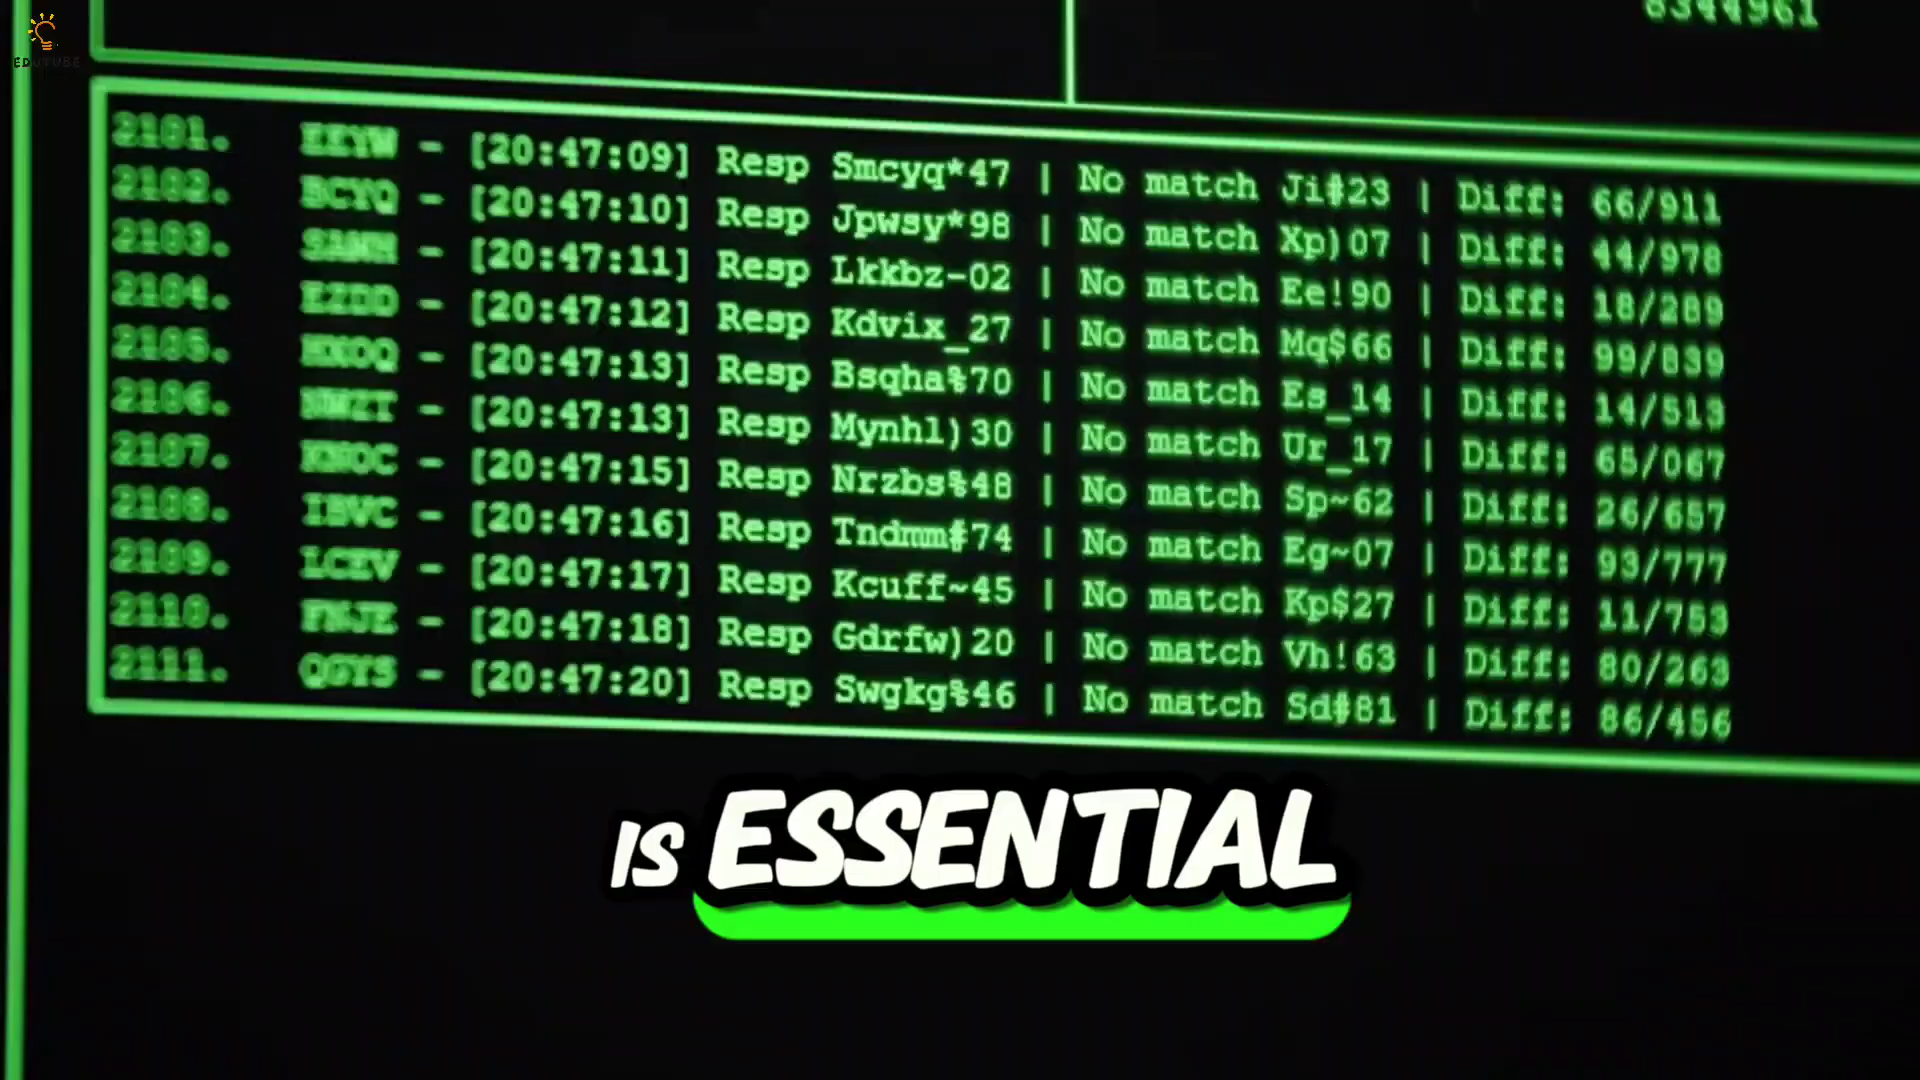 EDUTUBE
8344961
2101. EKYW - [20:47:09] Resp Smcyq*47 | No match Ji#23 | Diff: 66/911
2102. BCYQ - [20:47:10] Resp Jpwsy*98 | No match Xp)07 | Diff: 44/978
2103. SAMH - [20:47:11] Resp Lkkbz-02 | No match Ee!90 | Diff: 18/289
2104. EZDD - [20:47:12] Resp Kdvix_27 | No match Mq$66 | Diff: 99/839
2105. - [20:47:13] Resp Bsqha%70 | No match Es_14 | Diff: 14/513
2106. - [20:47:13] Resp Mynhl)30 | No match Ur_17 | Diff: 65/067
2107. - [20:47:15] Resp Nrzbs%48 | No match Sp~62 | Diff: 26/657
2108. IBVC - [20:47:16] Resp Tndmm#74 | No match Eg~07 | Diff: 93/777
2109. LCEV - [20:47:17] Resp Kcuff~45 | No match Kp$27 | Diff: 11/753
2110. - [20:47:18] Resp Gdrfw)20 | No match Vh!63 | Diff: 80/263
2111. QGYS - [20:47:20] Resp Swgkg%46 | No match Sd#81 | Diff: 86/456
IS ESSENTIAL